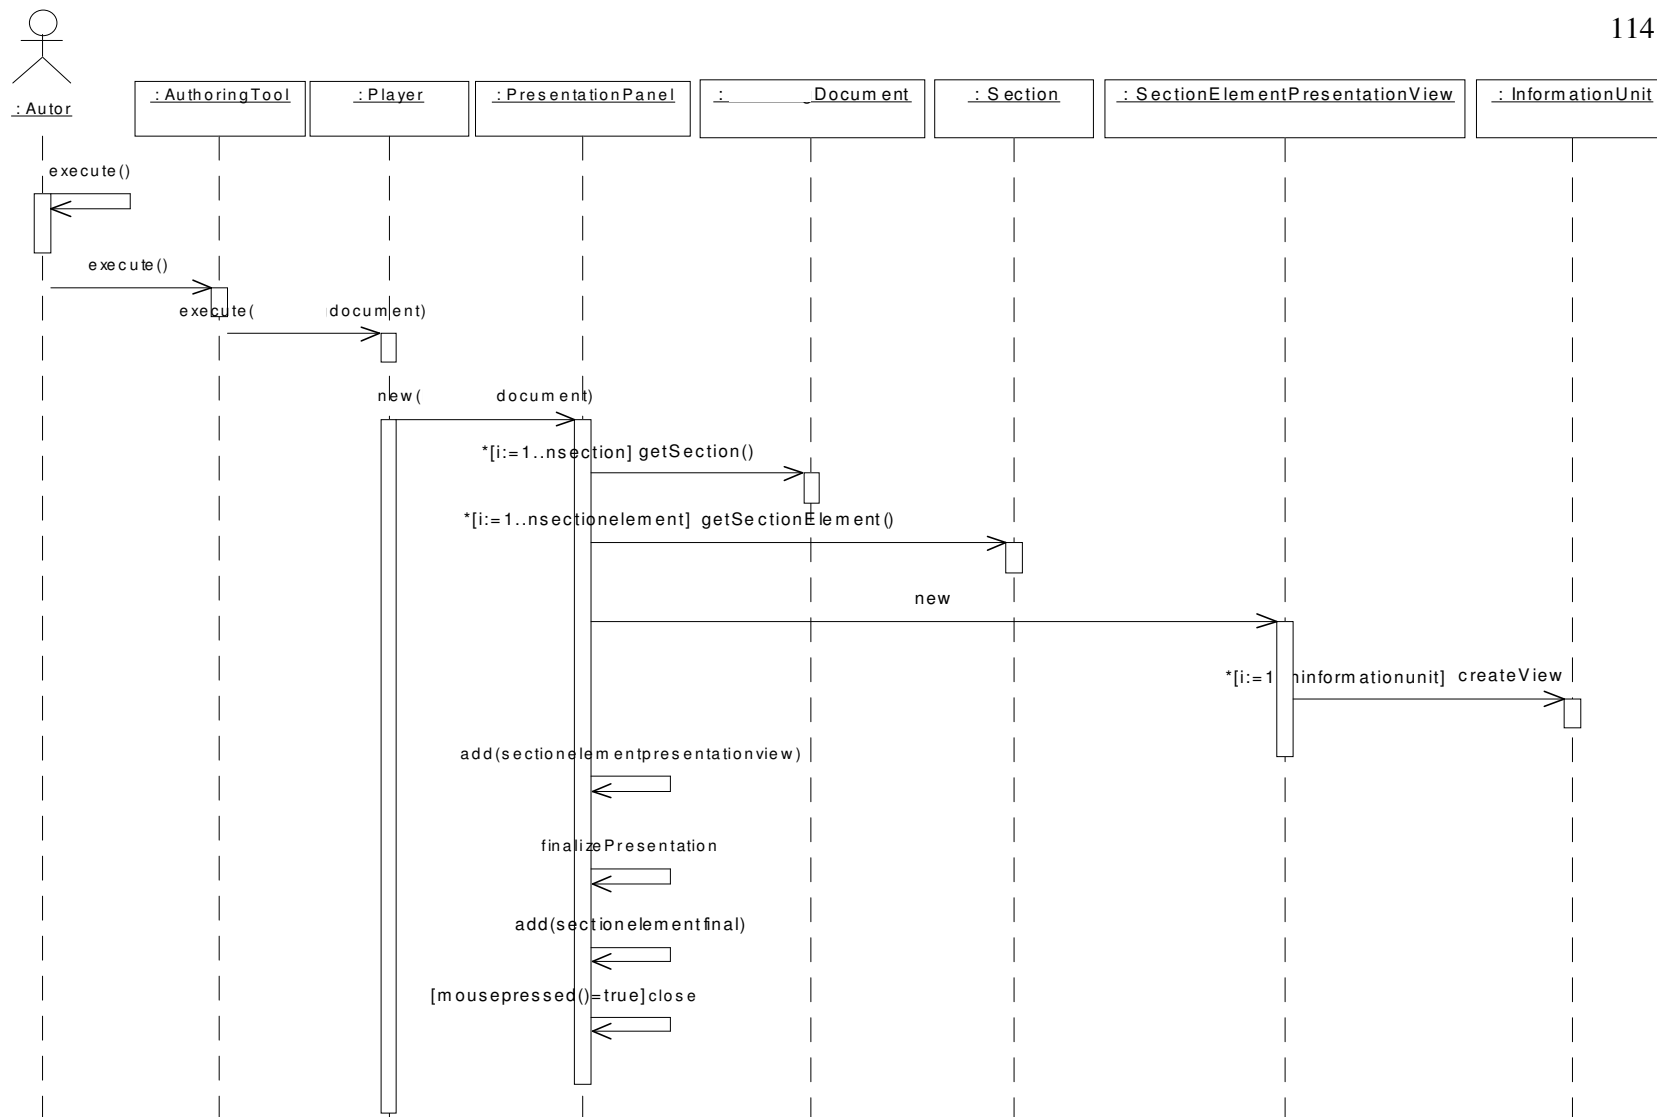 114
: Autor
: AuthoringTool
: Player
: PresentationPanel
: Document
: Section
: SectionElementPresentationView
: InformationUnit
execute()
execute()
execute( document)
new( document)
*[i:=1..nsection] getSection()
*[i:=1..nsectionelement] getSectionElement()
new
*[i:=1 ninformationunit] createView
add(sectionelementpresentationview)
finalizePresentation
add(sectionelementfinal)
[mousepressed()=true]close